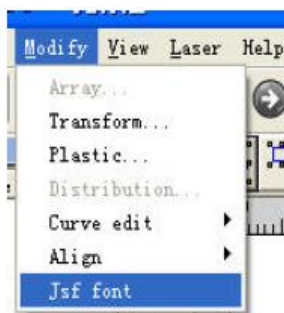 Modify View Laser Help
Array...
Transform...
Plastic...
Distribution...
Curve edit
Align
Jsf font